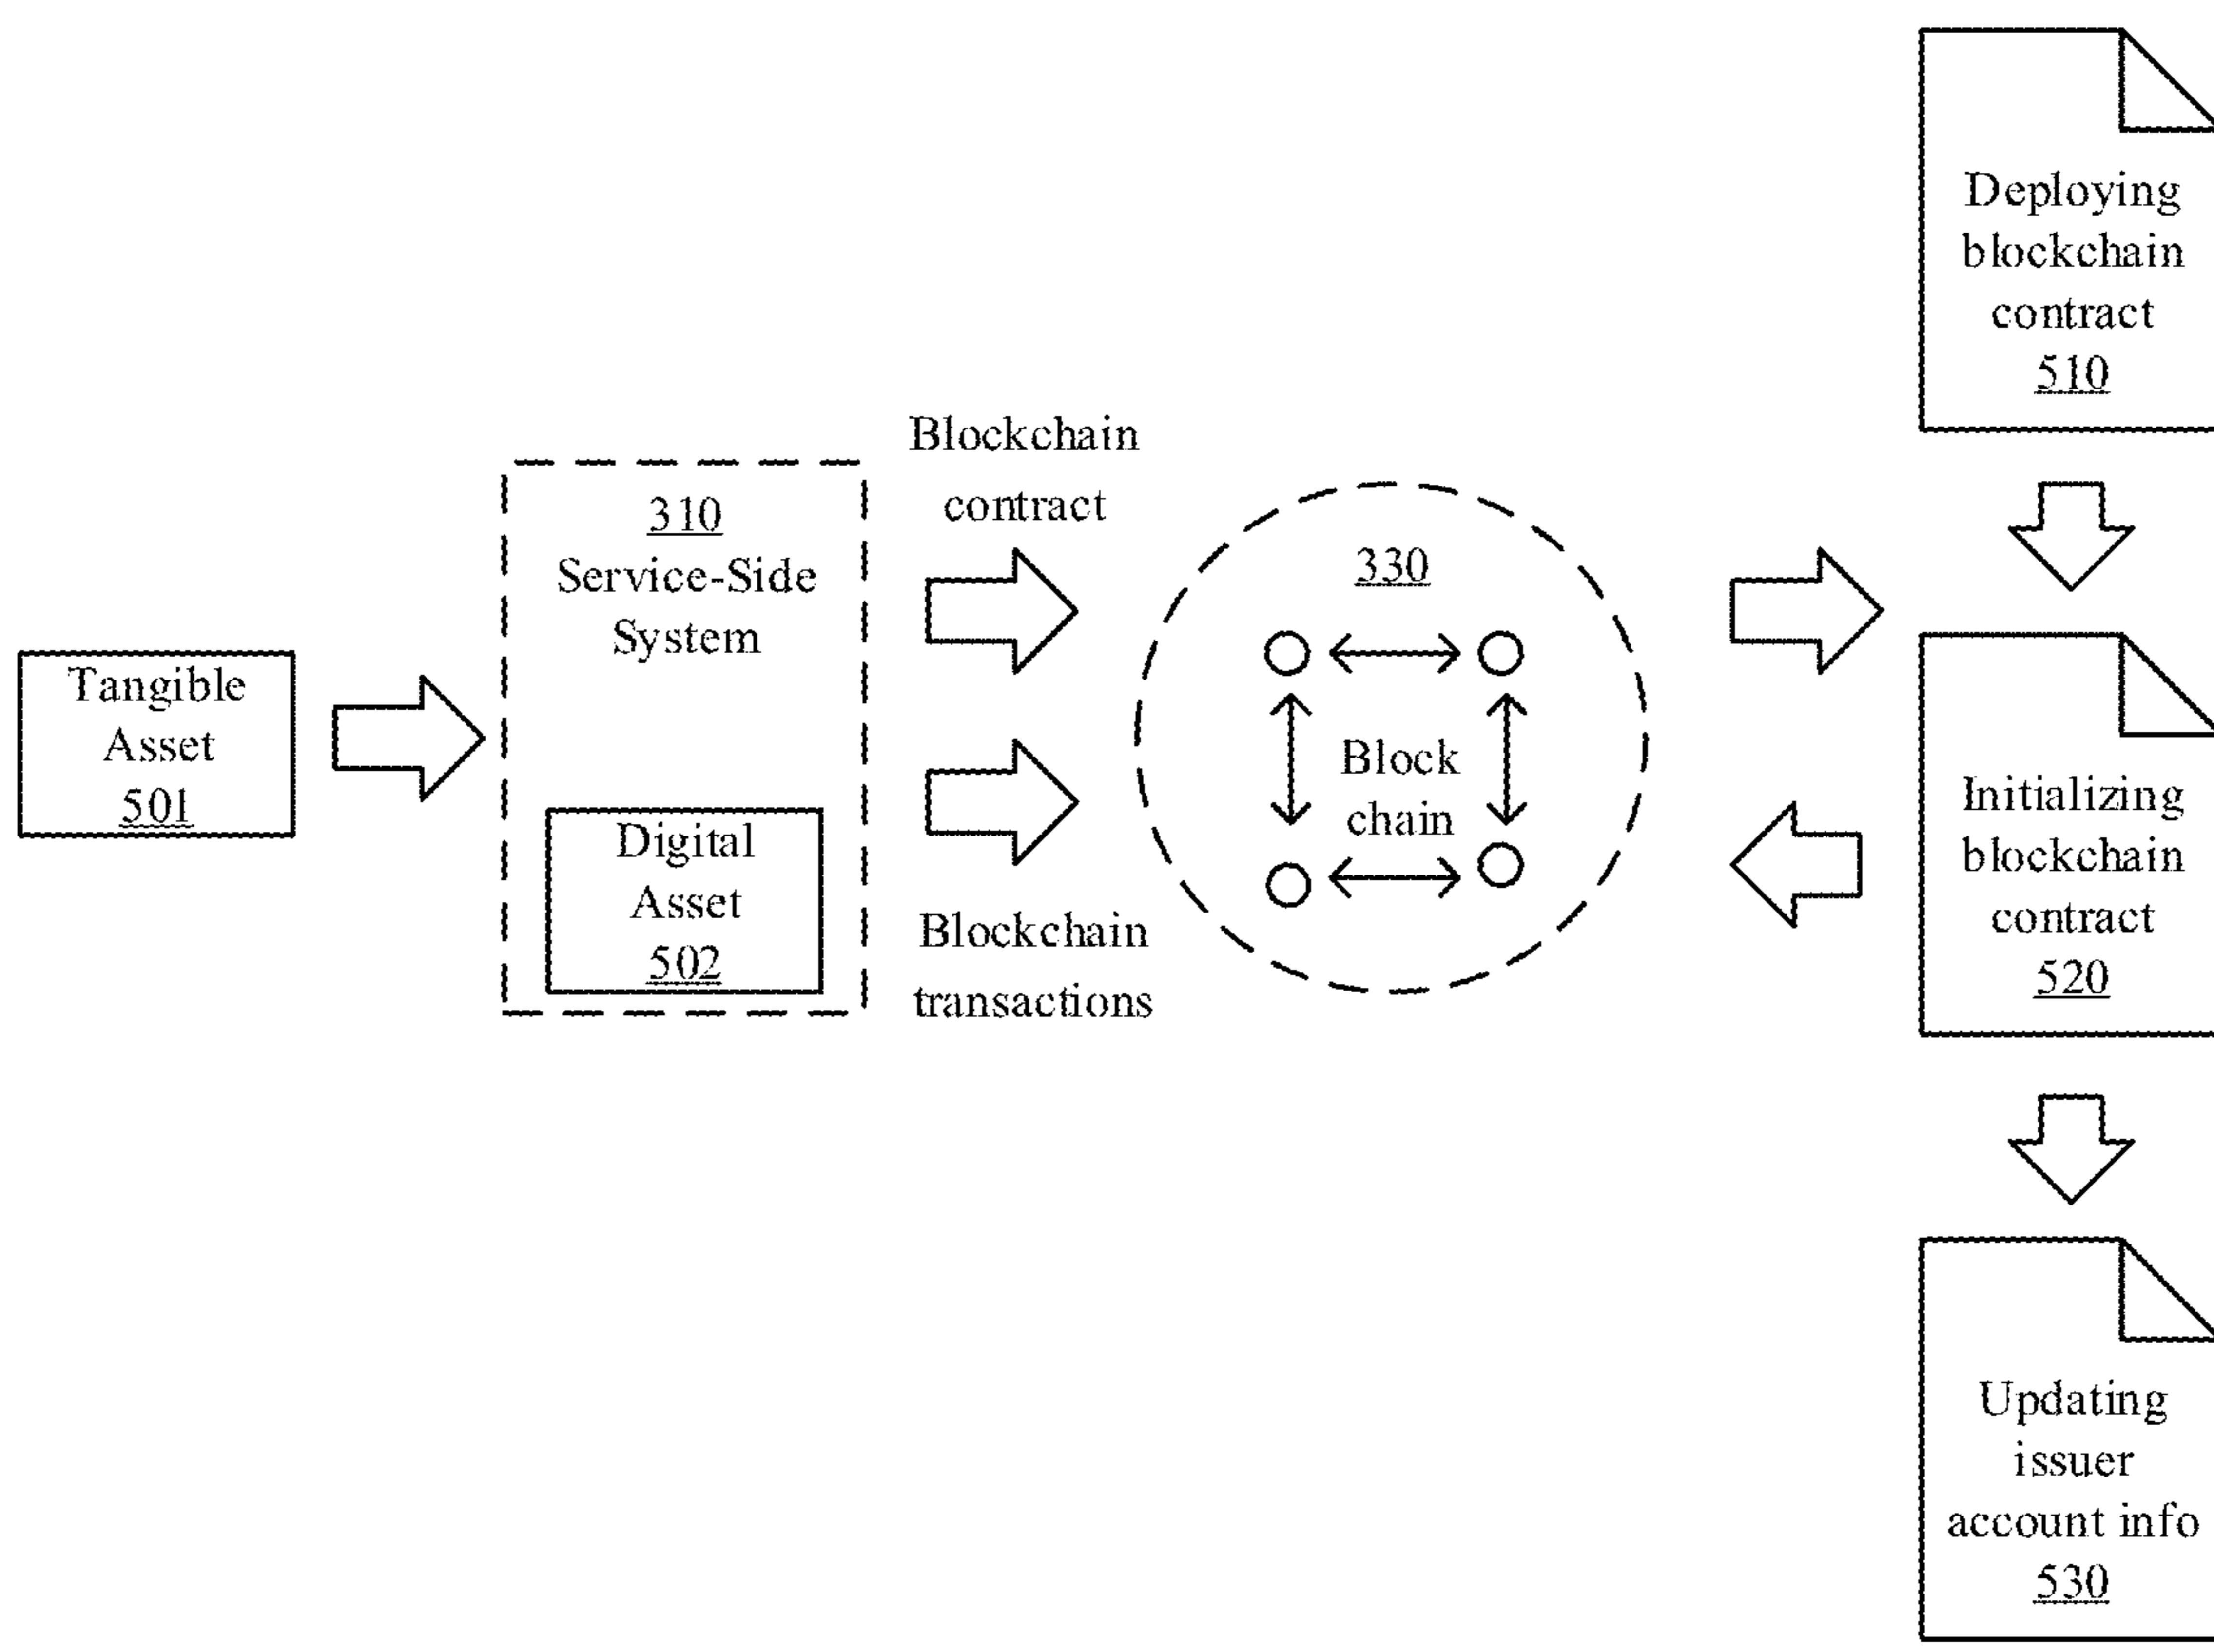 Tangible
Asset
501
310
Service-Side
System
Digital
Asset
502
Blockchain
contract
Blockchain
transactions
330
Block
chain
Deploying
blockchain
contract
510
Initializing
blockchain
contract
520
Updating
issuer
account info
530